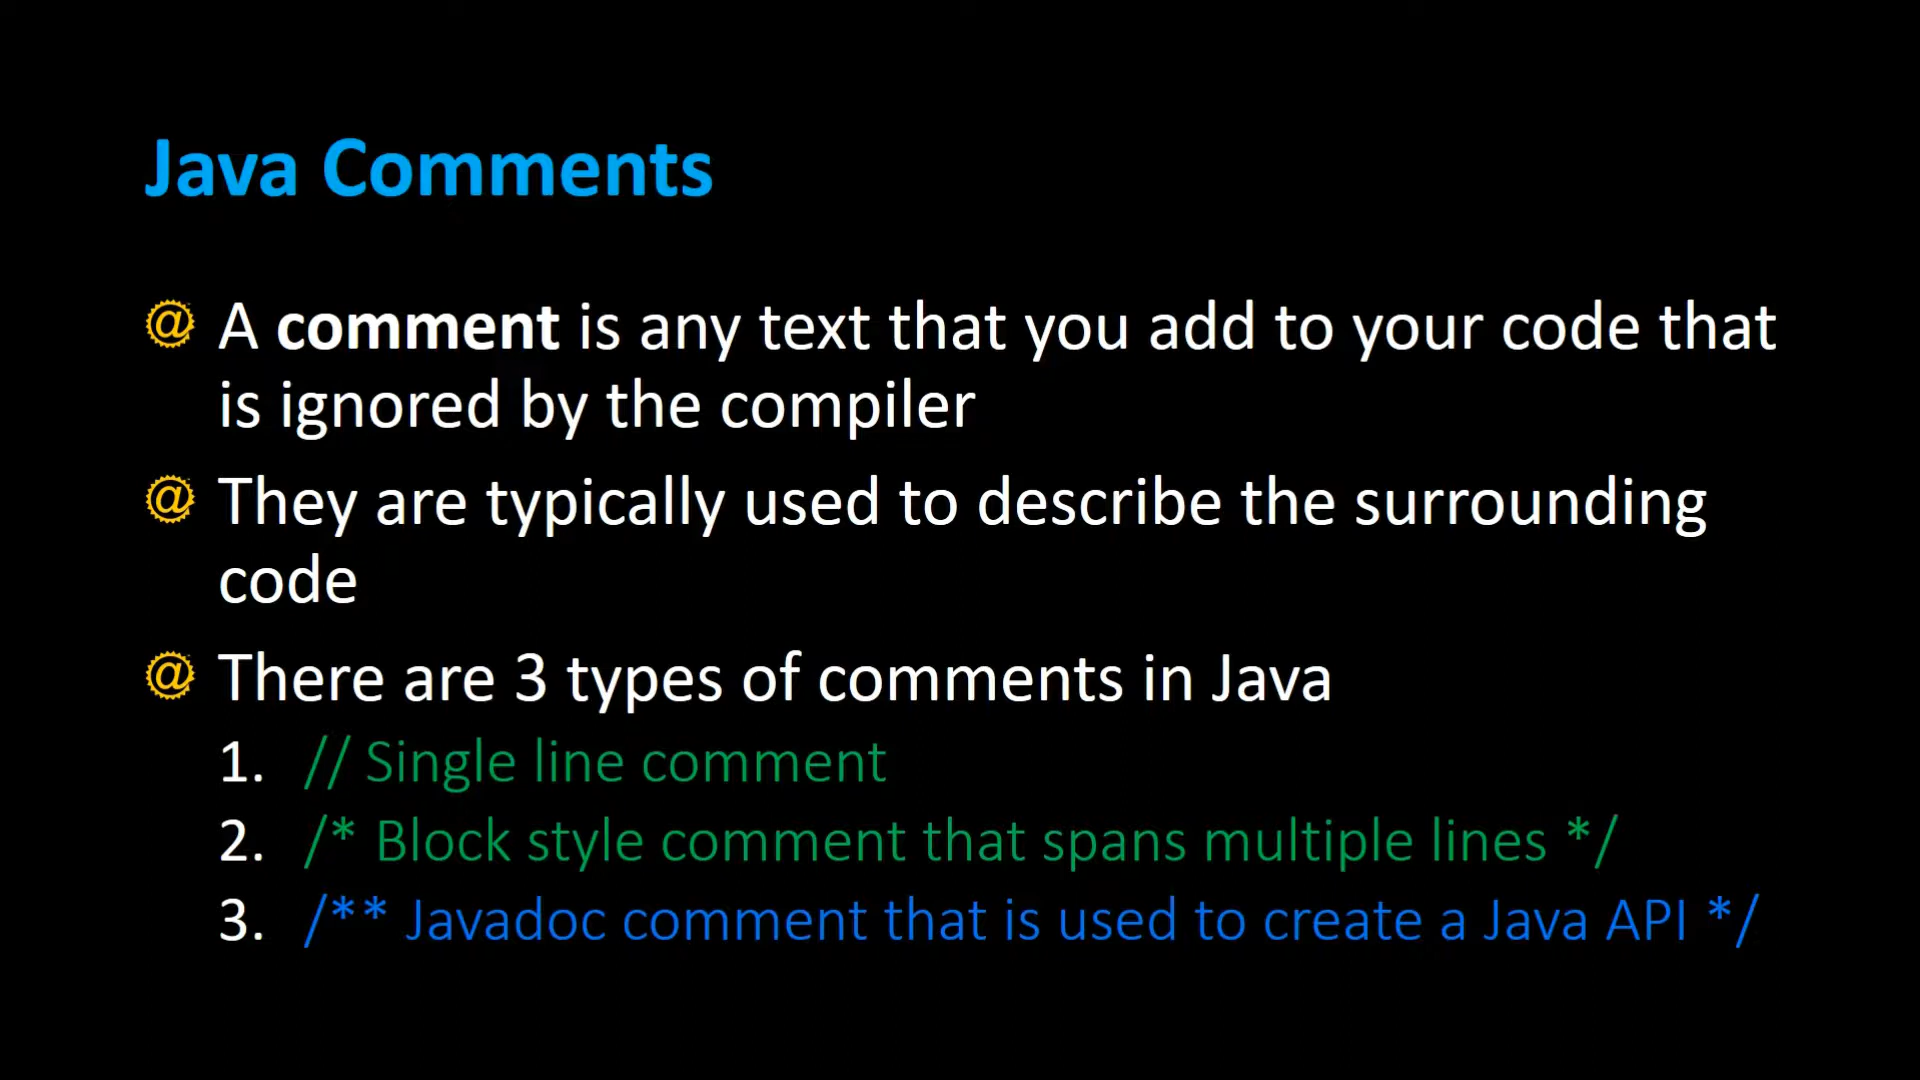 Java Comments
@ A comment is any text that you add to your code that
is ignored by the compiler
@ They are typically used to describe the surrounding
code
@ There are 3 types of comments in Java
1. // Single line comment
2. /* Block style comment that spans multiple lines */
3. /** Javadoc comment that is used to create a Java API */